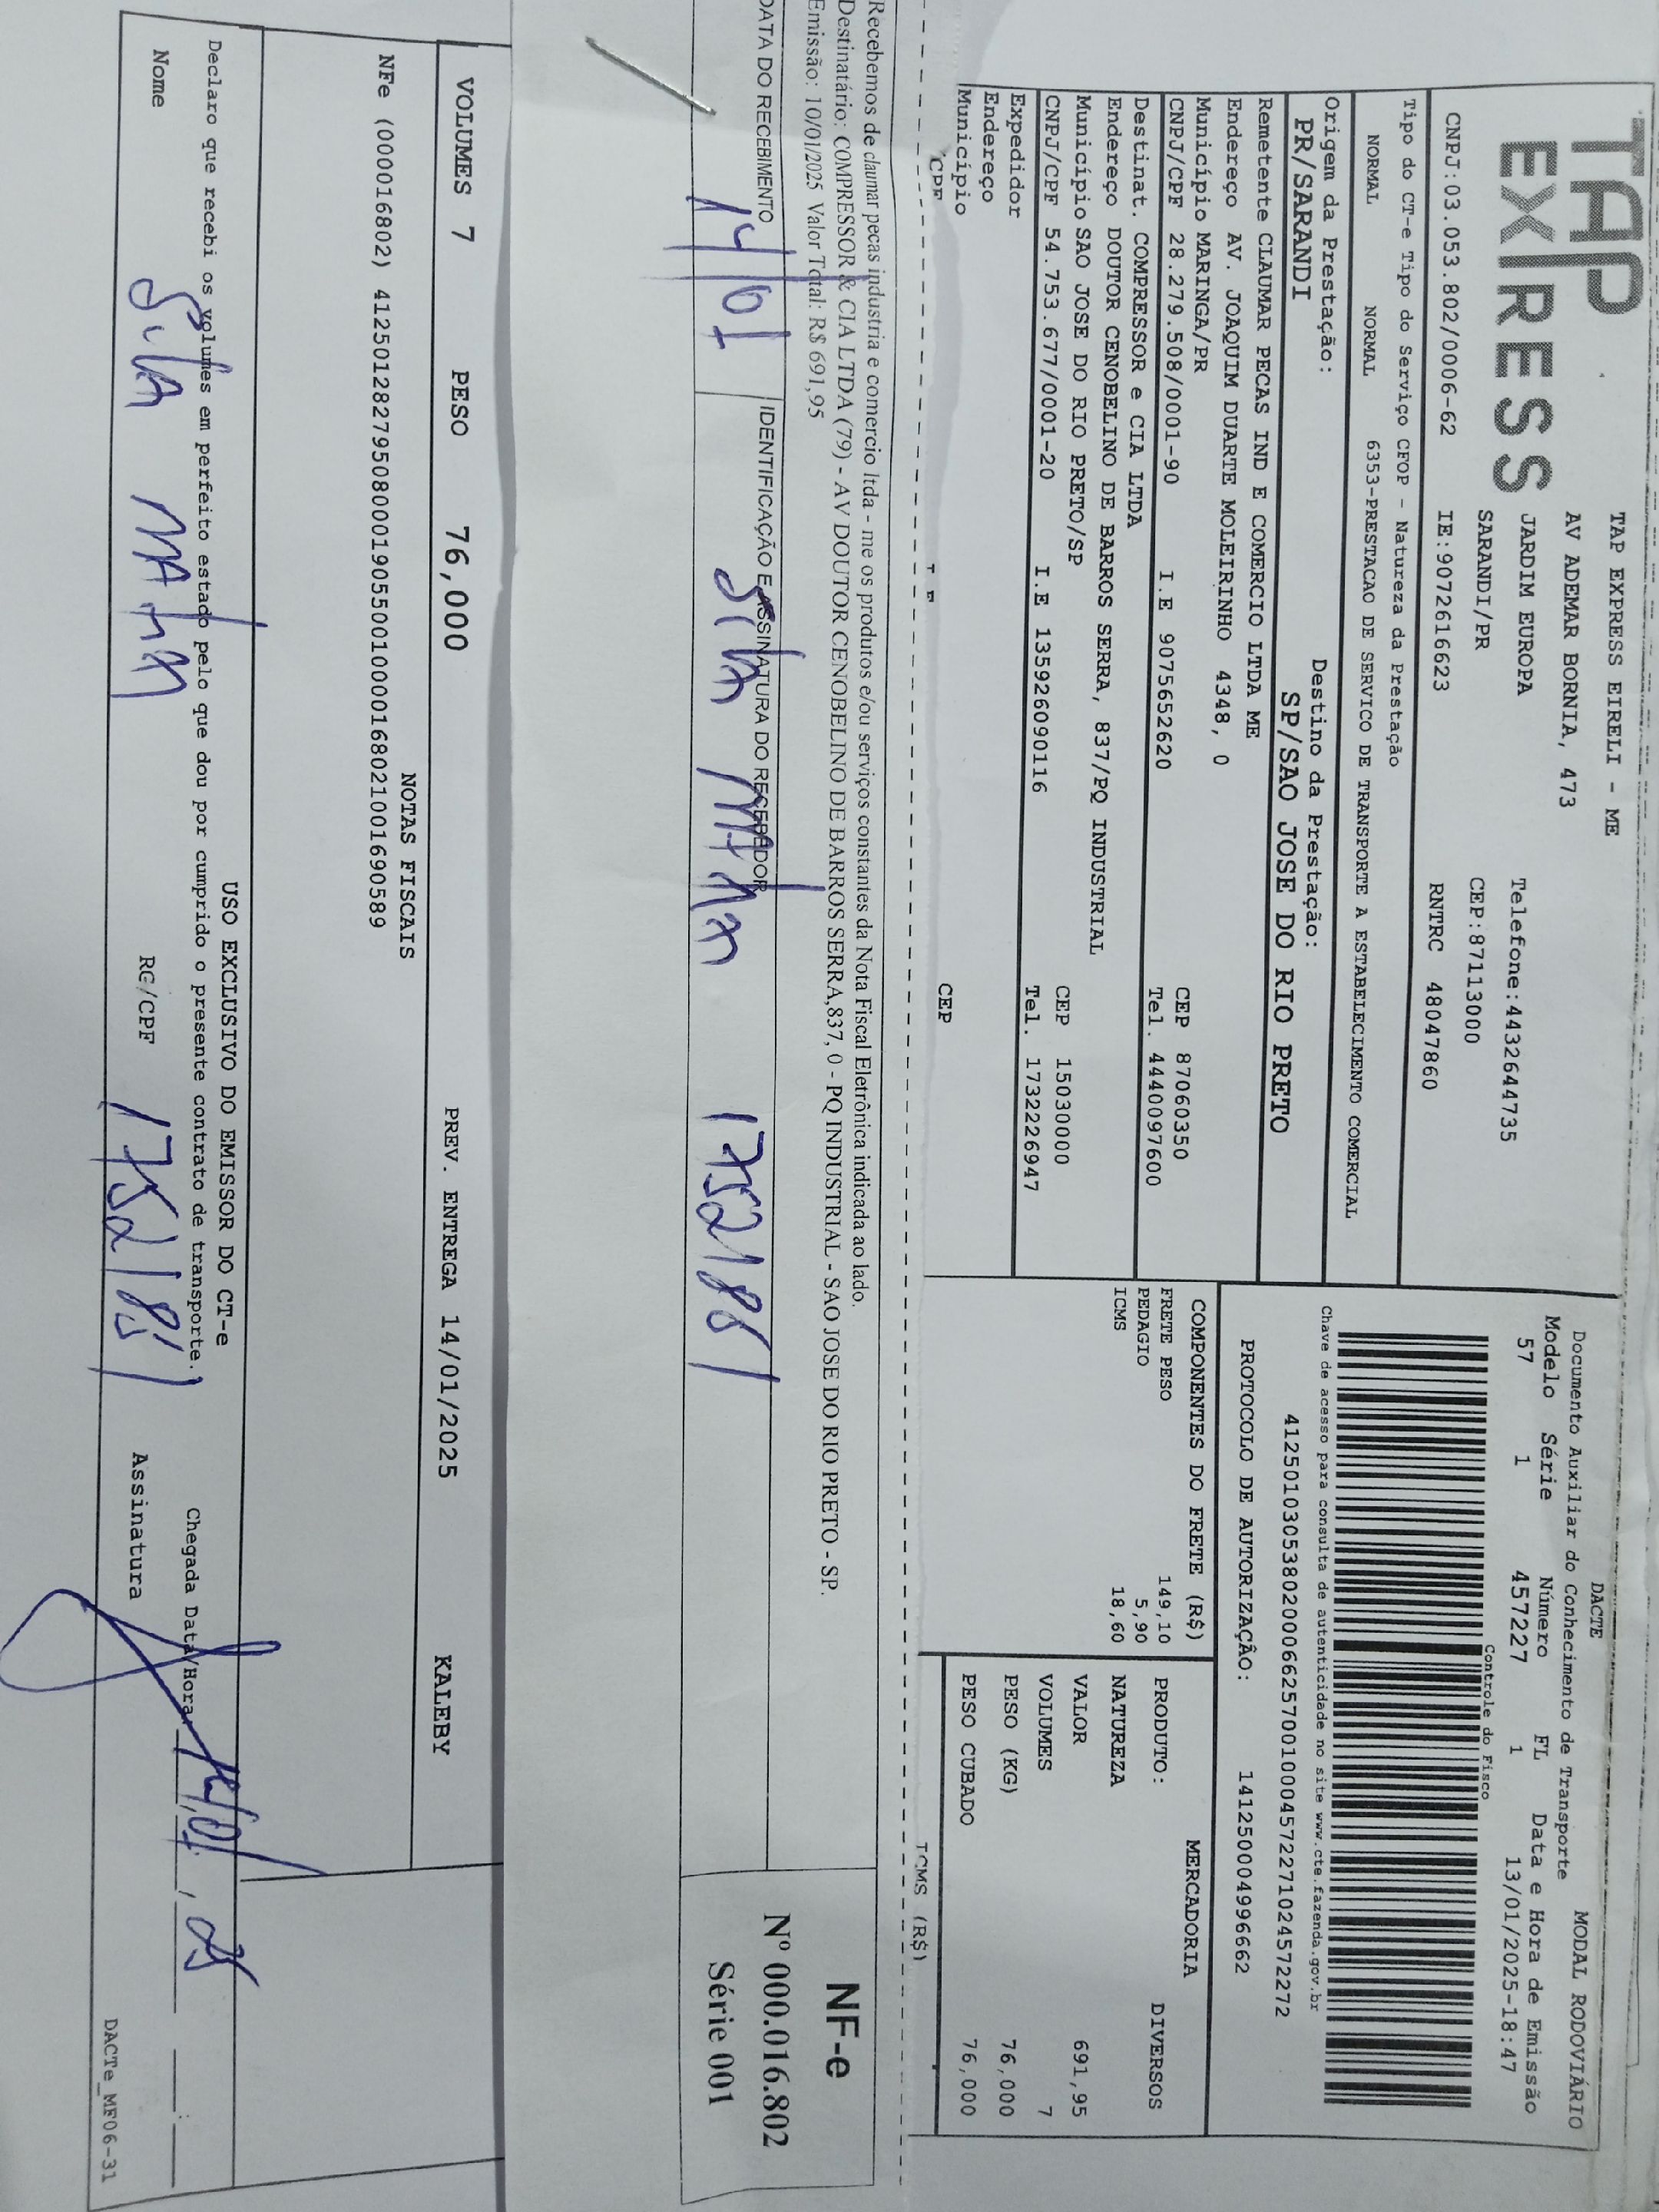 TAP
EXPRESS
TAP EXPRESS EIRELI - ME
AV ADEMAR BORNIA, 473
JARDIM EUROPA Telefone:4432644735
SARANDI/PR CEP:87113000
CNPJ:03.053.802/0006-62 IE:9072616623 RNTRC 48047860
Tipo do CT-e Tipo do Serviço CFOP - Natureza da Prestação
NORMAL NORMAL 6353-PRESTACAO DE SERVICO DE TRANSPORTE A ESTABELECIMENTO COMERCIAL
Origem da Prestação: Destino da Prestação:
PR/SARANDI SP/SAO JOSE DO RIO PRETO
Remetente CLAUMAR PECAS IND E COMERCIO LTDA ME
Endereço AV. JOAQUIM DUARTE MOLEIRINHO 4348, 0
Município MARINGA/PR CEP 87060350
CNPJ/CPF 28.279.508/0001-90 I.E 9075652620 Tel. 4440097600
Destinat. COMPRESSOR e CIA LTDA
Endereço DOUTOR CENOBELINO DE BARROS SERRA, 837/PQ INDUSTRIAL
Município SAO JOSE DO RIO PRETO/SP CEP 15030000
CNPJ/CPF 54.753.677/0001-20 I.E 135926090116 Tel. 1732226947
Expedidor
Endereço
Município CEP
CPF
DACTE MODAL RODOVIÁRIO
Documento Auxiliar do Conhecimento de Transporte
Modelo Série Número FL Data e Hora de Emissão
57 1 457227 1 13/01/2025-18:47
Controle do Fisco
Chave de acesso para consulta de autenticidade no site www.cte.fazenda.gov.br
41250103053802000662570010004572271024572272
PROTOCOLO DE AUTORIZAÇÃO: 141250004996662
COMPONENTES DO FRETE (R$)
FRETE PESO 149,10
PEDAGIO 5,90
ICMS 18,60
MERCADORIA
PRODUTO: DIVERSOS
NATUREZA
VALOR 691,95
VOLUMES 7
PESO (KG) 76,000
PESO CUBADO 76,000
ICMS (R$)
Recebemos de claumar pecas industria e comercio ltda - me os produtos e/ou serviços constantes da Nota Fiscal Eletrônica indicada ao lado.
Destinatário: COMPRESSOR & CIA LTDA (79) - AV DOUTOR CENOBELINO DE BARROS SERRA,837, 0 - PQ INDUSTRIAL - SAO JOSE DO RIO PRETO - SP.
Emissão: 10/01/2025 Valor Total: R$ 691,95
DATA DO RECEBIMENTO IDENTIFICAÇÃO E ASSINATURA DO RECEBEDOR
14/01
NF-e
Nº 000.016.802
Série 001
VOLUMES 7 PESO 76,000 PREV. ENTREGA 14/01/2025 KALEBY
NOTAS FISCAIS
NFe (000016802) 41250128279508000190550010000168021001690589
USO EXCLUSIVO DO EMISSOR DO CT-e
Declaro que recebi os volumes em perfeito estado pelo que dou por cumprido o presente contrato de transporte.
Chegada Data/Hora
Nome RG/CPF Assinatura
DACTe_MF06-31